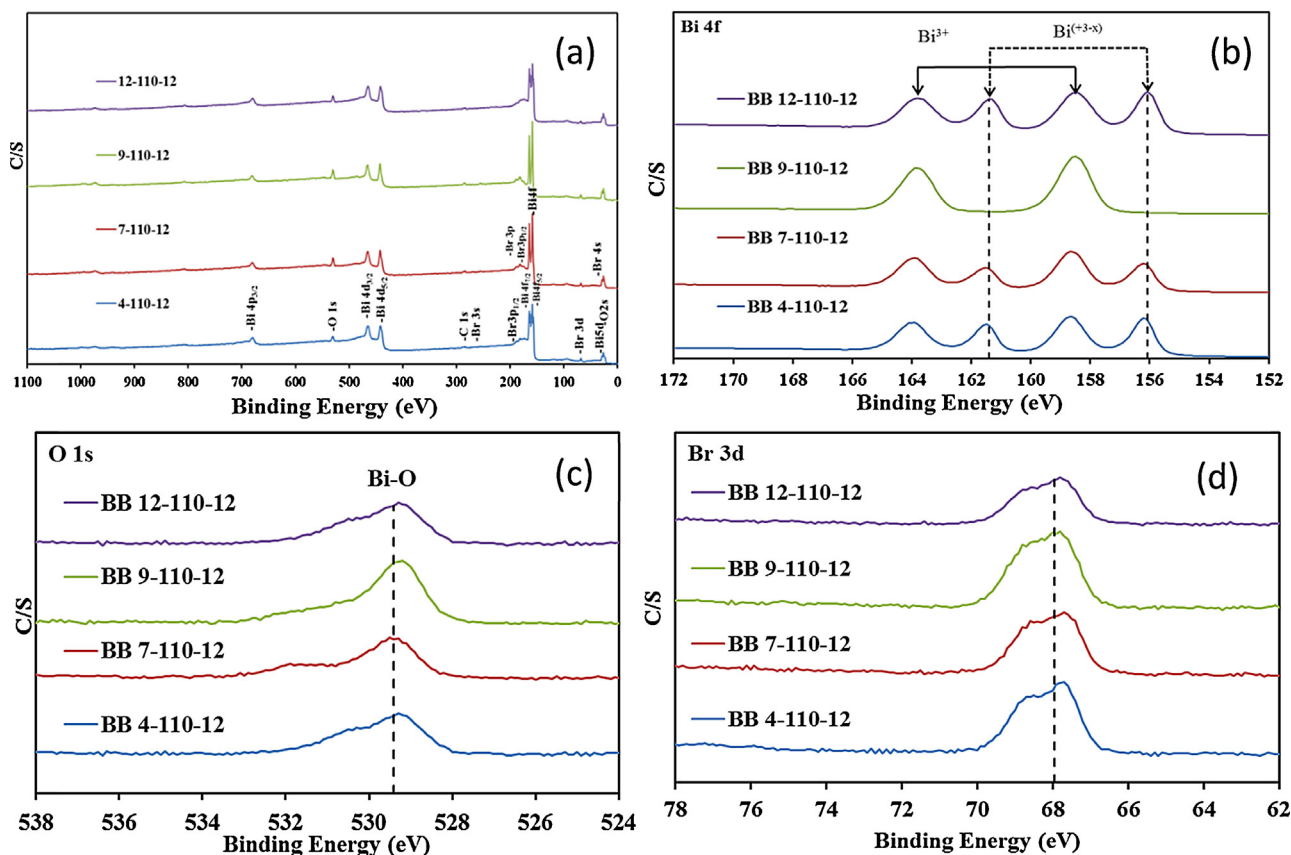 (a)
12-110-12
9-110-12
7-110-12
4-110-12
C/S
-Bi 4p3/2
-O 1s
-Bi 4d3/2
-Bi 4d5/2
-C 1s
-Br 3s
-Br3p1/2
-Br 3p
-Br3p1/2
-Bi4f7/2
-Bi4f5/2
-Bi4f
-Br 3d
-Br 4s
-Bi5d
O2s
1100 1000 900 800 700 600 500 400 300 200 100 0
Binding Energy (eV)
Bi 4f
Bi3+
Bi(+3-x)
(b)
BB 12-110-12
BB 9-110-12
BB 7-110-12
BB 4-110-12
C/S
172 170 168 166 164 162 160 158 156 154 152
Binding Energy (eV)
O 1s
(c)
Bi-O
BB 12-110-12
BB 9-110-12
BB 7-110-12
BB 4-110-12
C/S
538 536 534 532 530 528 526 524
Binding Energy (eV)
Br 3d
(d)
BB 12-110-12
BB 9-110-12
BB 7-110-12
BB 4-110-12
C/S
78 76 74 72 70 68 66 64 62
Binding Energy (eV)